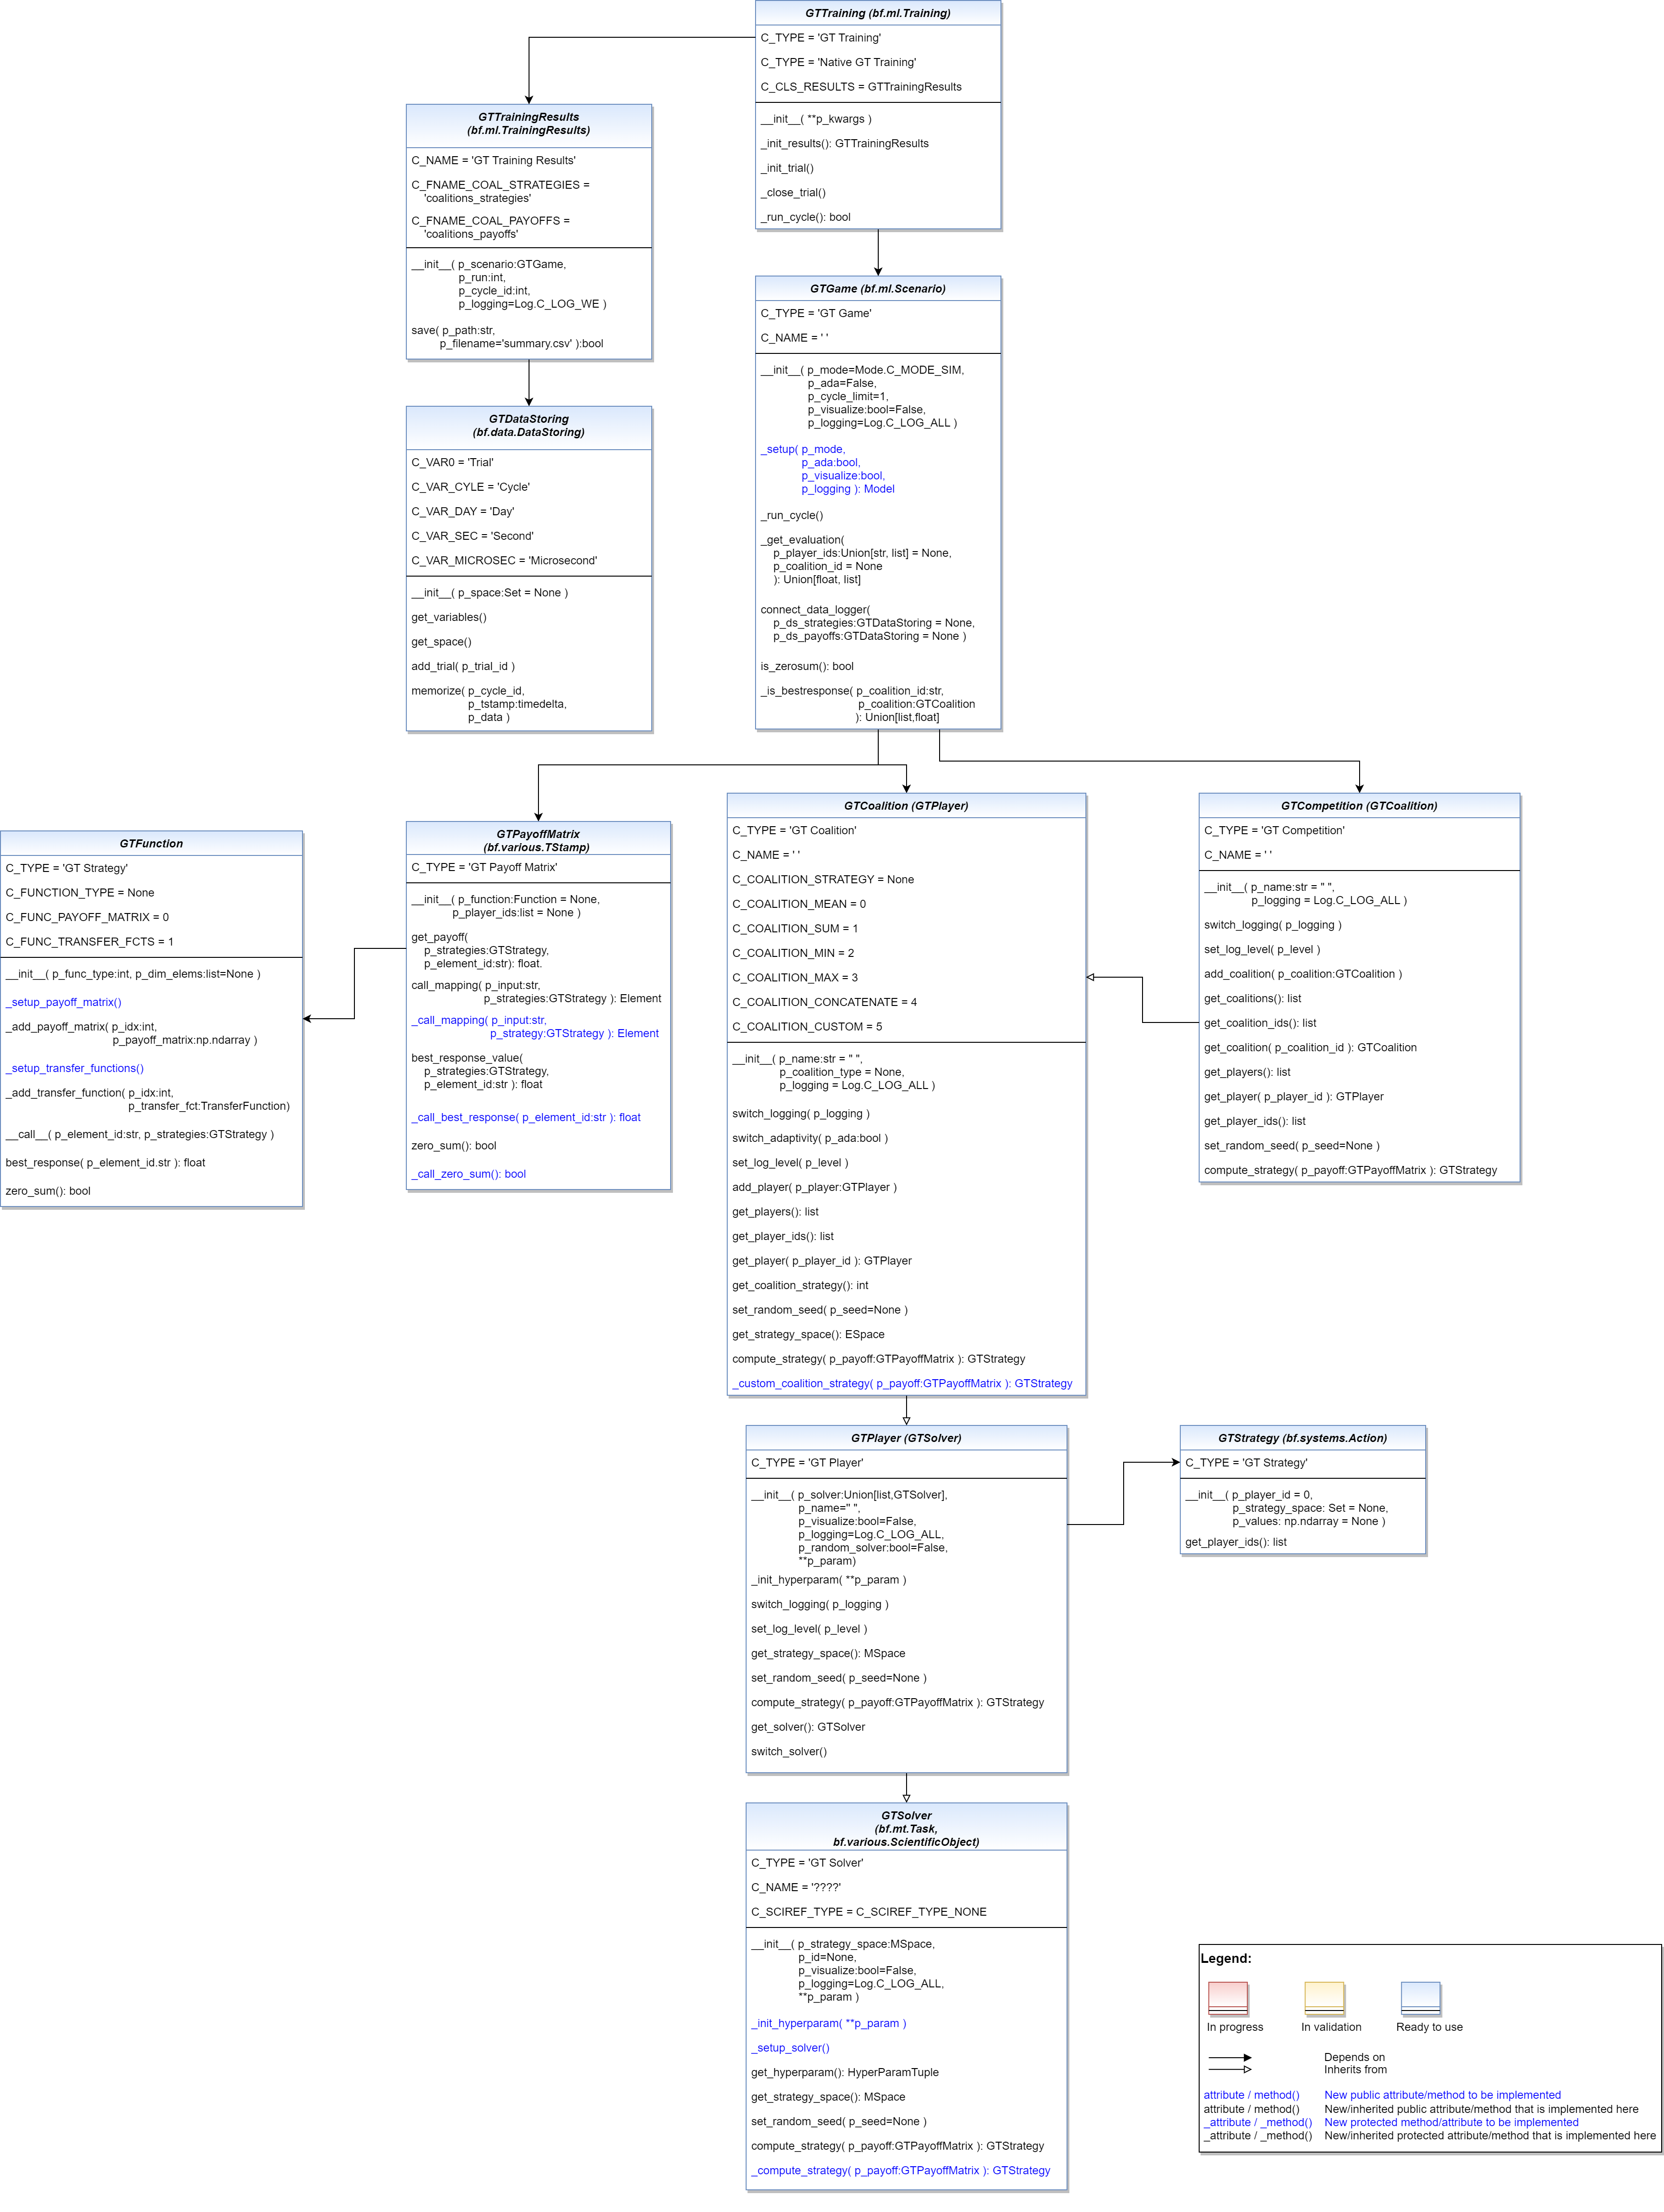 GTTraining (bf.ml.Training)
C_TYPE = 'GT Training'
C_TYPE = 'Native GT Training'
C_CLS_RESULTS = GTTrainingResults
__init__( **p_kwargs )
_init_results(): GTTrainingResults
_init_trial()
_close_trial()
_run_cycle(): bool
GTTrainingResults
(bf.ml.TrainingResults)
C_NAME = 'GT Training Results'
C_FNAME_COAL_STRATEGIES =
'coalitions_strategies'
C_FNAME_COAL_PAYOFFS =
'coalitions_payoffs'
__init__( p_scenario:GTGame,
p_run:int,
p_cycle_id:int,
p_logging=Log.C_LOG_WE )
save( p_path:str,
p_filename='summary.csv' ):bool
GTGame (bf.ml.Scenario)
C_TYPE = 'GT Game'
C_NAME = ' '
__init__( p_mode=Mode.C_MODE_SIM,
p_ada=False,
p_cycle_limit=1,
p_visualize:bool=False,
p_logging=Log.C_LOG_ALL )
_setup( p_mode,
p_ada:bool,
p_visualize:bool,
p_logging ): Model
_run_cycle()
_get_evaluation(
p_player_ids:Union[str, list] = None,
p_coalition_id = None
): Union[float, list]
connect_data_logger(
p_ds_strategies:GTDataStoring = None,
p_ds_payoffs:GTDataStoring = None )
is_zerosum(): bool
_is_bestresponse( p_coalition_id:str,
p_coalition:GTCoalition
): Union[list,float]
GTDataStoring
(bf.data.DataStoring)
C_VAR0 = 'Trial'
C_VAR_CYLE = 'Cycle'
C_VAR_DAY = 'Day'
C_VAR_SEC = 'Second'
C_VAR_MICROSEC = 'Microsecond'
__init__( p_space:Set = None )
get_variables()
get_space()
add_trial( p_trial_id )
memorize( p_cycle_id,
p_tstamp:timedelta,
p_data )
GTFunction
C_TYPE = 'GT Strategy'
C_FUNCTION_TYPE = None
C_FUNC_PAYOFF_MATRIX = 0
C_FUNC_TRANSFER_FCTS = 1
__init__( p_func_type:int, p_dim_elems:list=None )
_setup_payoff_matrix()
_add_payoff_matrix( p_idx:int,
p_payoff_matrix:np.ndarray )
_setup_transfer_functions()
_add_transfer_function( p_idx:int,
p_transfer_fct:TransferFunction)
__call__( p_element_id:str, p_strategies:GTStrategy )
best_response( p_element_id.str ): float
zero_sum(): bool
GTPayoffMatrix
(bf.various.TStamp)
C_TYPE = 'GT Payoff Matrix'
__init__( p_function:Function = None,
p_player_ids:list = None )
get_payoff(
p_strategies:GTStrategy,
p_element_id:str): float.
call_mapping( p_input:str,
p_strategies:GTStrategy ): Element
_call_mapping( p_input:str,
p_strategy:GTStrategy ): Element
best_response_value(
p_strategies:GTStrategy,
p_element_id:str ): float
_call_best_response( p_element_id:str ): float
zero_sum(): bool
_call_zero_sum(): bool
GTCoalition (GTPlayer)
C_TYPE = 'GT Coalition'
C_NAME = ' '
C_COALITION_STRATEGY = None
C_COALITION_MEAN = 0
C_COALITION_SUM = 1
C_COALITION_MIN = 2
C_COALITION_MAX = 3
C_COALITION_CONCATENATE = 4
C_COALITION_CUSTOM = 5
__init__( p_name:str = " ",
p_coalition_type = None,
p_logging = Log.C_LOG_ALL )
switch_logging( p_logging )
switch_adaptivity( p_ada:bool )
set_log_level( p_level )
add_player( p_player:GTPlayer )
get_players(): list
get_player_ids(): list
get_player( p_player_id ): GTPlayer
get_coalition_strategy(): int
set_random_seed( p_seed=None )
get_strategy_space(): ESpace
compute_strategy( p_payoff:GTPayoffMatrix ): GTStrategy
_custom_coalition_strategy( p_payoff:GTPayoffMatrix ): GTStrategy
GTCompetition (GTCoalition)
C_TYPE = 'GT Competition'
C_NAME = ' '
__init__( p_name:str = " ",
p_logging = Log.C_LOG_ALL )
switch_logging( p_logging )
set_log_level( p_level )
add_coalition( p_coalition:GTCoalition )
get_coalitions(): list
get_coalition_ids(): list
get_coalition( p_coalition_id ): GTCoalition
get_players(): list
get_player( p_player_id ): GTPlayer
get_player_ids(): list
set_random_seed( p_seed=None )
compute_strategy( p_payoff:GTPayoffMatrix ): GTStrategy
GTPlayer (GTSolver)
C_TYPE = 'GT Player'
__init__( p_solver:Union[list,GTSolver],
p_name=" ",
p_visualize:bool=False,
p_logging=Log.C_LOG_ALL,
p_random_solver:bool=False,
**p_param)
_init_hyperparam( **p_param )
switch_logging( p_logging )
set_log_level( p_level )
get_strategy_space(): MSpace
set_random_seed( p_seed=None )
compute_strategy( p_payoff:GTPayoffMatrix ): GTStrategy
get_solver(): GTSolver
switch_solver()
GTStrategy (bf.systems.Action)
C_TYPE = 'GT Strategy'
__init__( p_player_id = 0,
p_strategy_space: Set = None,
p_values: np.ndarray = None )
get_player_ids(): list
GTSolver
(bf.mt.Task,
bf.various.ScientificObject)
C_TYPE = 'GT Solver'
C_NAME = '????'
C_SCIREF_TYPE = C_SCIREF_TYPE_NONE
__init__( p_strategy_space:MSpace,
p_id=None,
p_visualize:bool=False,
p_logging=Log.C_LOG_ALL,
**p_param )
_init_hyperparam( **p_param )
_setup_solver()
get_hyperparam(): HyperParamTuple
get_strategy_space(): MSpace
set_random_seed( p_seed=None )
compute_strategy( p_payoff:GTPayoffMatrix ): GTStrategy
_compute_strategy( p_payoff:GTPayoffMatrix ): GTStrategy
Legend:
In progress In validation Ready to use
Depends on
Inherits from
attribute / method() New public attribute/method to be implemented
attribute / method() New/inherited public attribute/method that is implemented here
_attribute / _method() New protected method/attribute to be implemented
_attribute / _method() New/inherited protected attribute/method that is implemented here